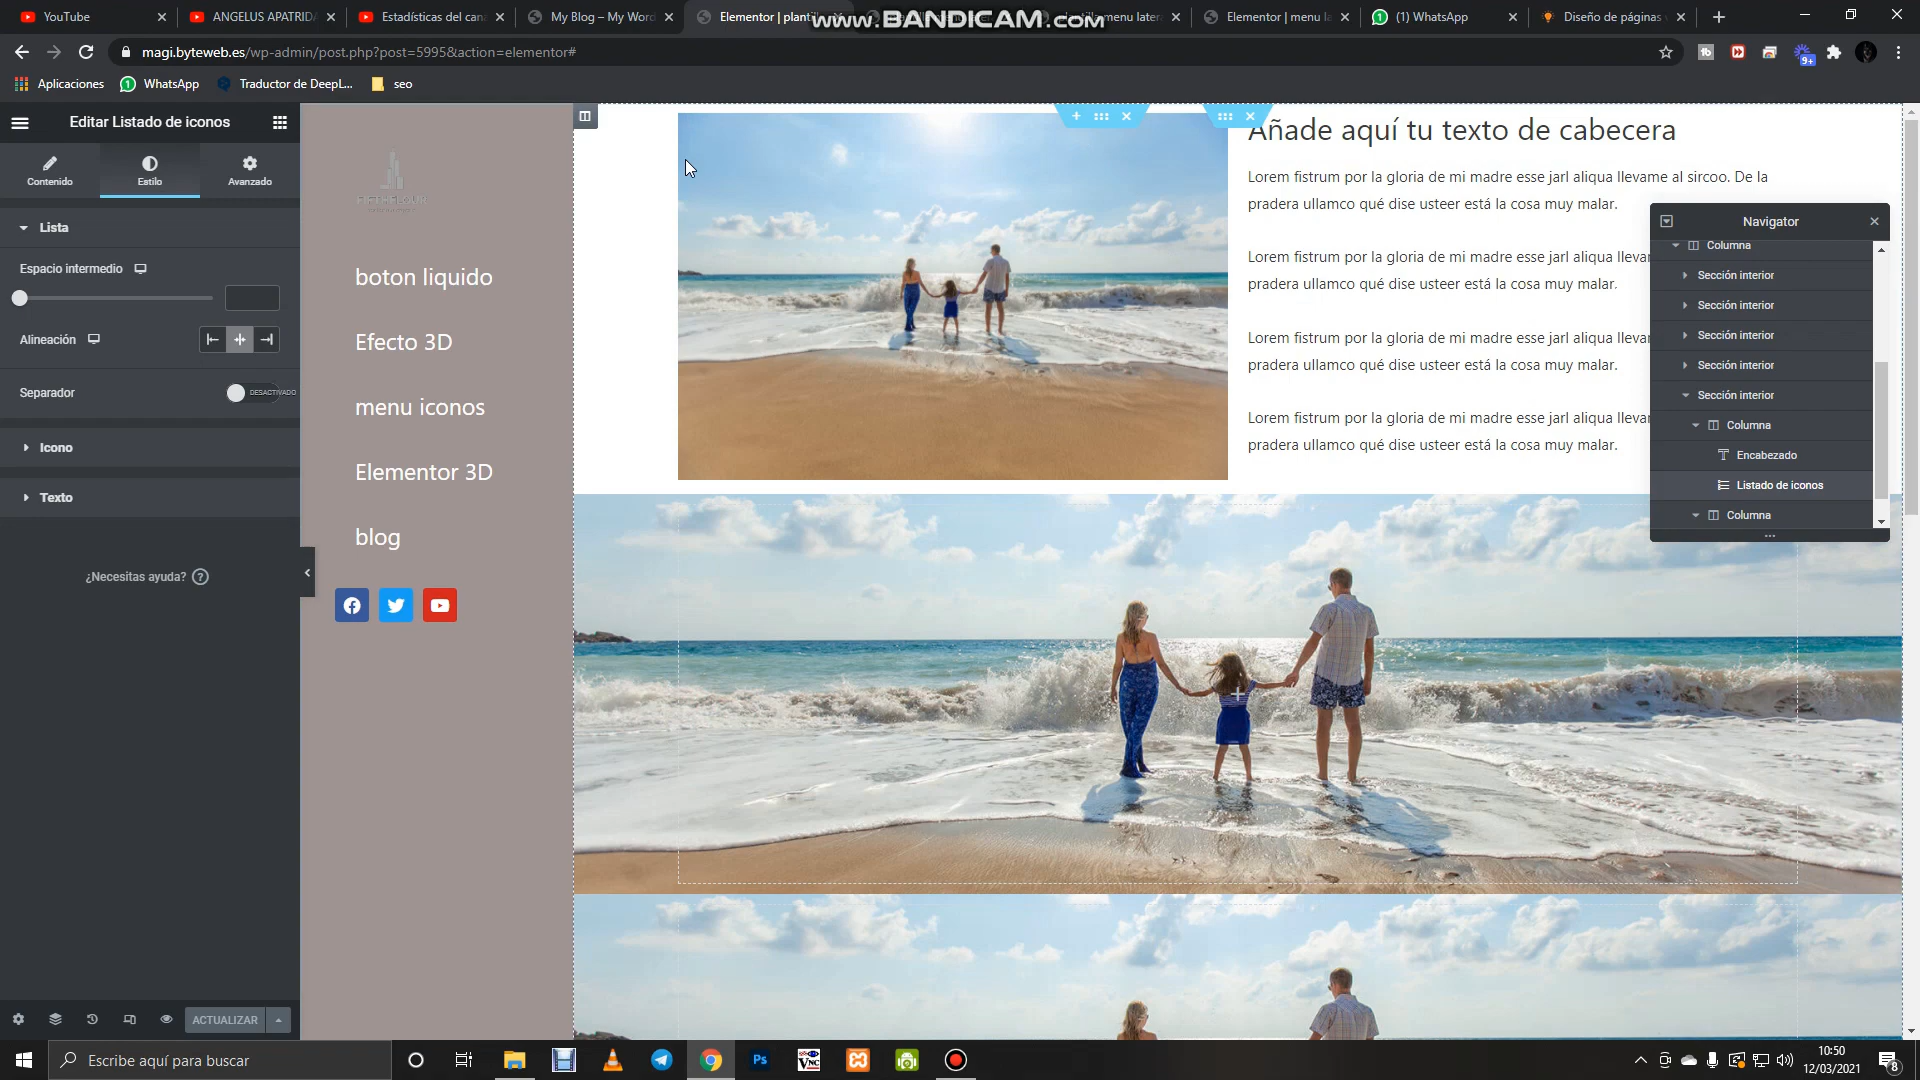 YouTube
ANGELUS APATRIDA
Estadísticas del cana
My Blog – My Word
Elementor | plantill
www.BANDICAM.com
plantilla menu latera
Elementor | menu la
(1) WhatsApp
Diseño de páginas
magi.byteweb.es/wp-admin/post.php?post=5995&action=elementor#
9+
Aplicaciones
WhatsApp
Traductor de DeepL...
seo
Editar Listado de iconos
Contenido
Estilo
Avanzado
Lista
Espacio intermedio
Alineación
Separador
DESACTIVADO
Icono
Texto
¿Necesitas ayuda?
ACTUALIZAR
boton liquido
Efecto 3D
menu iconos
Elementor 3D
blog
Añade aquí tu texto de cabecera
Lorem fistrum por la gloria de mi madre esse jarl aliqua llevame al sircoo. De la
pradera ullamco qué dise usteer está la cosa muy malar.
Lorem fistrum por la gloria de mi madre esse jarl aliqua llevar
pradera ullamco qué dise usteer está la cosa muy malar.
Lorem fistrum por la gloria de mi madre esse jarl aliqua llevar
pradera ullamco qué dise usteer está la cosa muy malar.
Lorem fistrum por la gloria de mi madre esse jarl aliqua llevar
pradera ullamco qué dise usteer está la cosa muy malar.
Navigator
Columna
Sección interior
Sección interior
Sección interior
Sección interior
Sección interior
Columna
Encabezado
Listado de iconos
Columna
Escribe aquí para buscar
Ps
VNC
10:50
12/03/2021
8